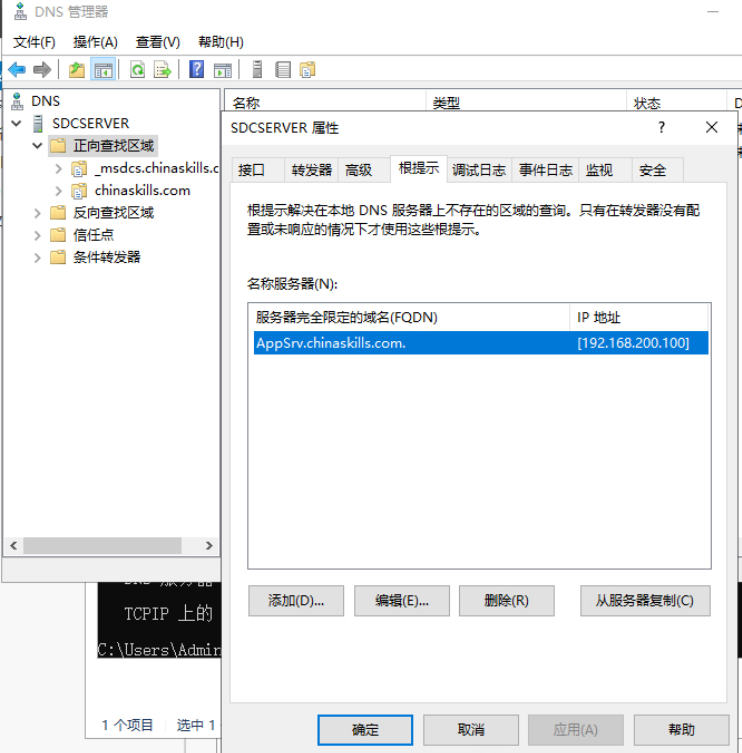 DNS 管理器
文件(F) 操作(A) 查看(V) 帮助(H)
DNS
SDCSERVER
正向查找区域
_msdcs.chinaskills.c
chinaskills.com
反向查找区域
信任点
条件转发器
名称 类型 状态
SDCSERVER 属性
接口 转发器 高级 根提示 调试日志 事件日志 监视 安全
根提示解决在本地 DNS 服务器上不存在的区域的查询。只有在转发器没有配
置或未响应的情况下才使用这些根提示。
名称服务器(N):
服务器完全限定的域名(FQDN) IP 地址
AppSrv.chinaskills.com. [192.168.200.100]
添加(D)... 编辑(E)... 删除(R) 从服务器复制(C)
DNS 服务器
TCPIP 上的
C:\Users\Admin
1 个项目 选中 1
确定 取消 应用(A) 帮助